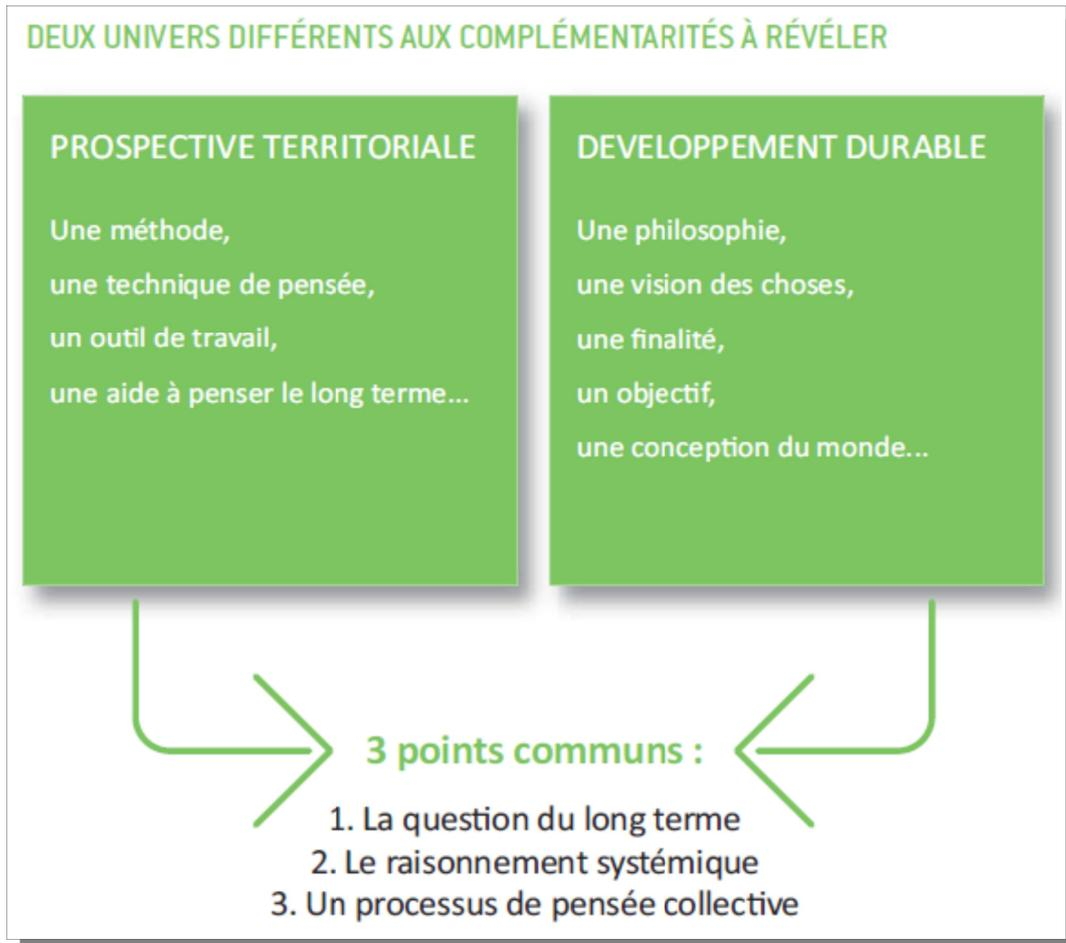 DEUX UNIVERS DIFFÉRENTS AUX COMPLÉMENTARITÉS À RÉVÉLER
PROSPECTIVE TERRITORIALE
Une méthode,
une technique de pensée,
un outil de travail,
une aide à penser le long terme...
DEVELOPPEMENT DURABLE
Une philosophie,
une vision des choses,
une finalité,
un objectif,
une conception du monde...
3 points communs :
1. La question du long terme
2. Le raisonnement systémique
3. Un processus de pensée collective